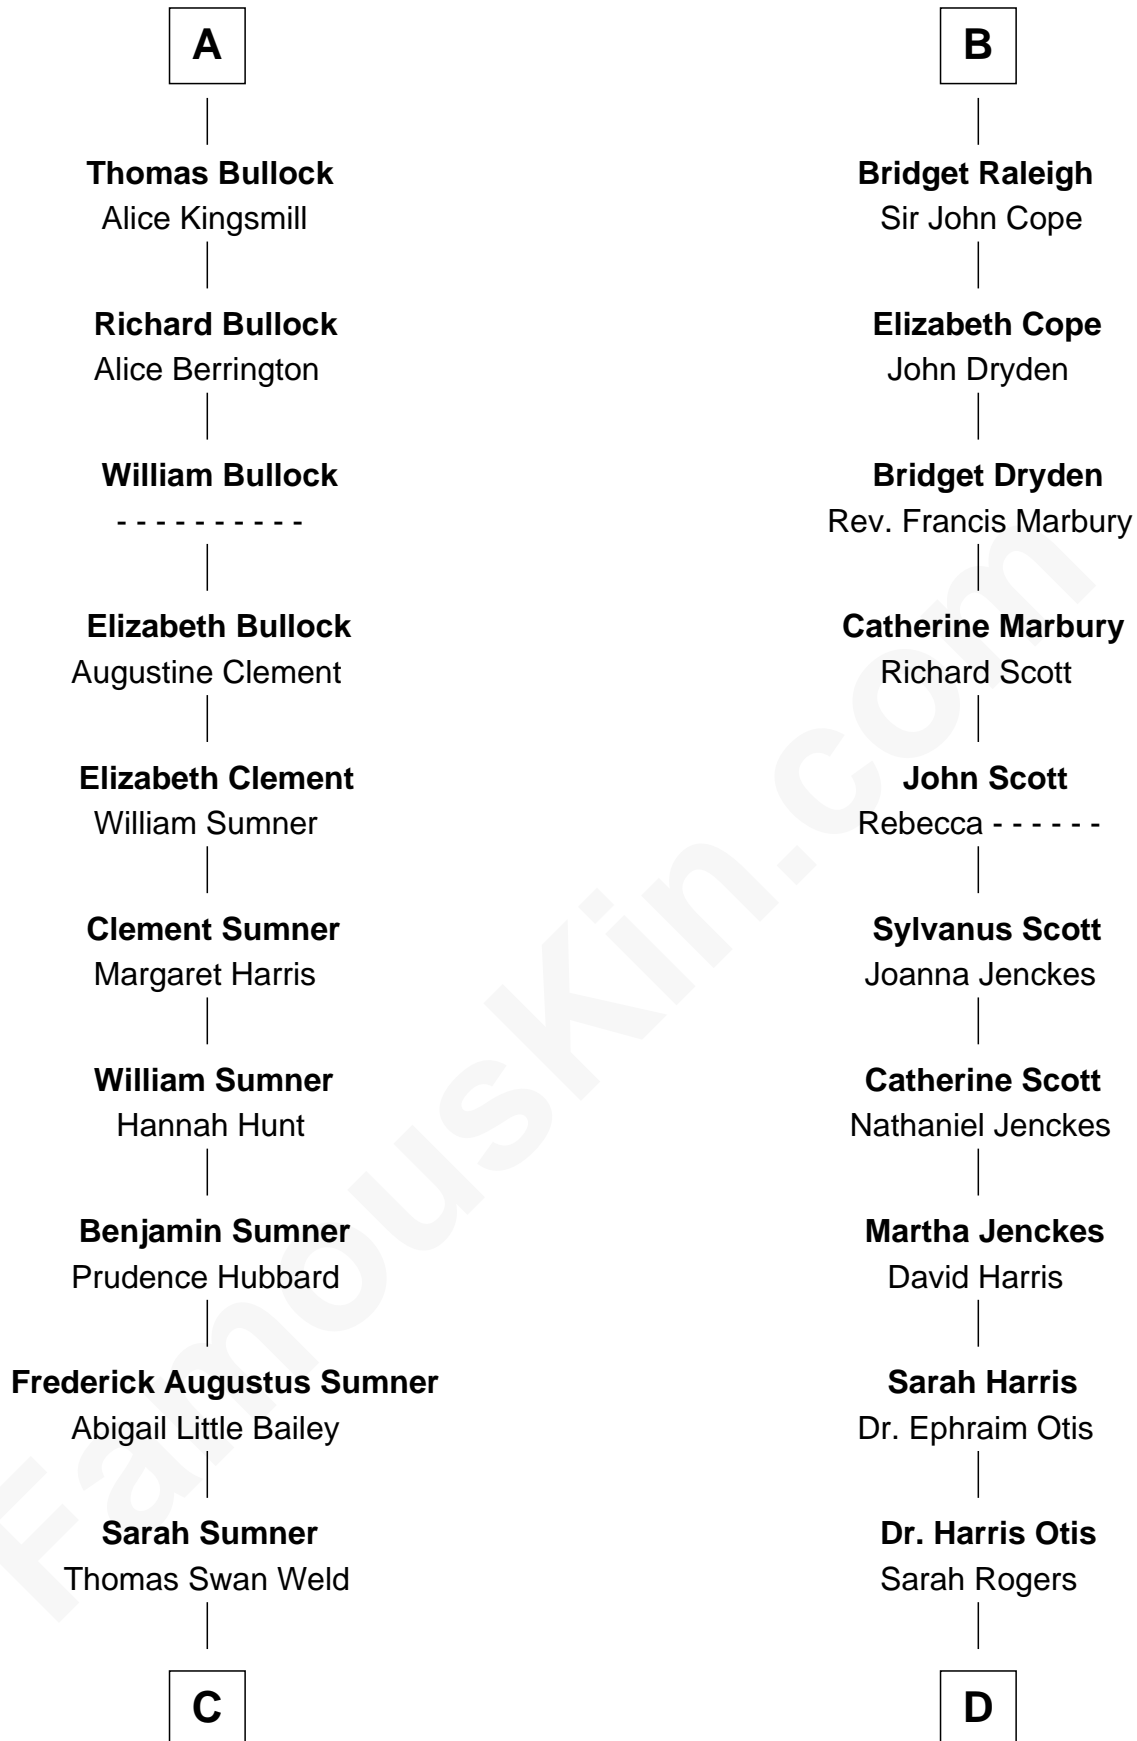 A
Thomas Bullock
Alice Kingsmill
Richard Bullock
Alice Berrington
William Bullock
- - - - - - - - - -
Elizabeth Bullock
Augustine Clement
Elizabeth Clement
William Sumner
Clement Sumner
Margaret Harris
William Sumner
Hannah Hunt
Benjamin Sumner
Prudence Hubbard
Frederick Augustus Sumner
Abigail Little Bailey
Sarah Sumner
Thomas Swan Weld
C
B
Bridget Raleigh
Sir John Cope
Elizabeth Cope
John Dryden
Bridget Dryden
Rev. Francis Marbury
Catherine Marbury
Richard Scott
John Scott
Rebecca - - - - - -
Sylvanus Scott
Joanna Jenckes
Catherine Scott
Nathaniel Jenckes
Martha Jenckes
David Harris
Sarah Harris
Dr. Ephraim Otis
Dr. Harris Otis
Sarah Rogers
D
FamousKin.com